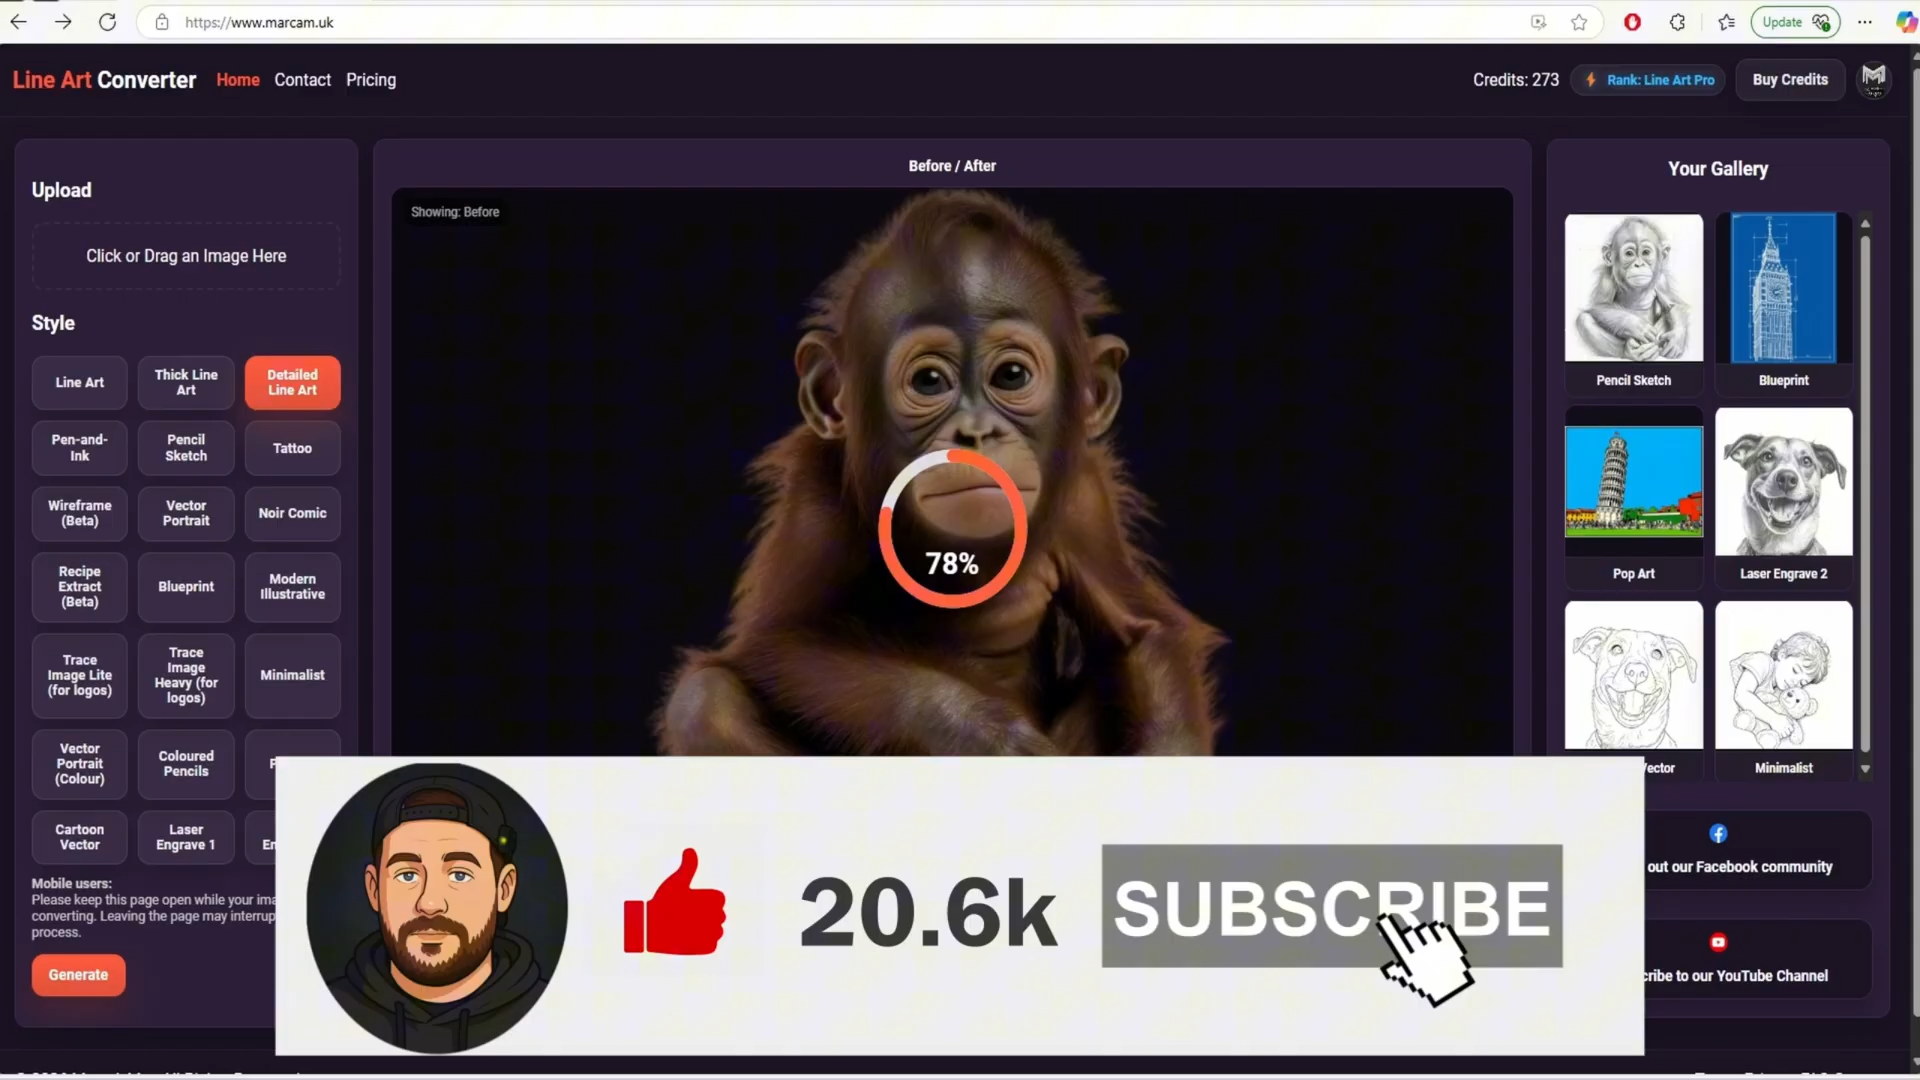 https://www.marcam.uk
Update
Line Art Converter
Home
Contact
Pricing
Credits: 273
Rank: Line Art Pro
Buy Credits
Upload
Click or Drag an Image Here
Style
Line Art
Thick Line
Art
Detailed
Line Art
Pen-and-
Ink
Pencil
Sketch
Tattoo
Wireframe
(Beta)
Vector
Portrait
Noir Comic
Recipe
Extract
(Beta)
Blueprint
Modern
Illustrative
Trace
Image Lite
(for logos)
Trace
Image
Heavy (for
logos)
Minimalist
Vector
Portrait
(Colour)
Coloured
Pencils
P
Cartoon
Vector
Laser
Engrave 1
En
Mobile users:
Please keep this page open while your ima
converting. Leaving the page may interrup
process.
Generate
Before / After
Showing: Before
78%
Your Gallery
Pencil Sketch
Blueprint
Pop Art
Laser Engrave 2
ector
Minimalist
out our Facebook community
cribe to our YouTube Channel
20.6k
SUBSCRIBE